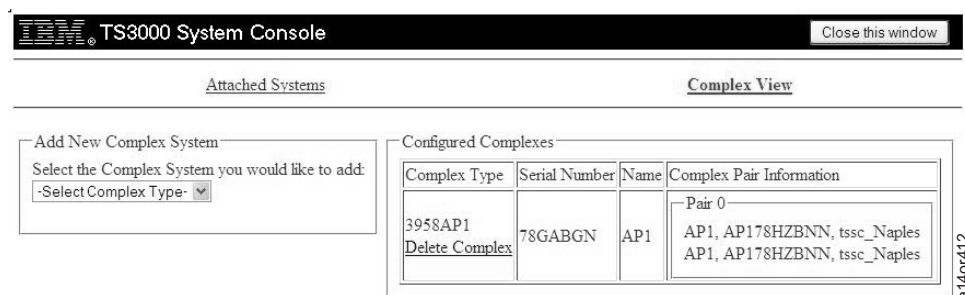 IBM® TS3000 System Console
Close this window
Attached Systems
Complex View
Add New Complex System
Select the Complex System you would like to add:
-Select Complex Type-
Configured Complexes
Complex Type Serial Number Name Complex Pair Information
3958AP1
Delete Complex
78GABGN
AP1
Pair 0
AP1, AP178HZBNN, tssc_Naples
AP1, AP178HZBNN, tssc_Naples